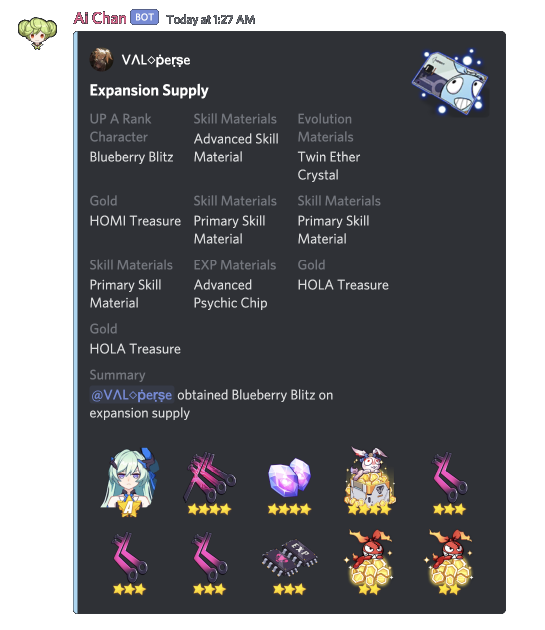 AI Chan BOT Today at 1:27 AM
VΛL◇ṗeŗșe
Expansion Supply
UP A Rank Character
Blueberry Blitz
Skill Materials
Advanced Skill Material
Evolution Materials
Twin Ether Crystal
Gold
HOMI Treasure
Skill Materials
Primary Skill Material
Skill Materials
Primary Skill Material
Skill Materials
Primary Skill Material
EXP Materials
Advanced Psychic Chip
Gold
HOLA Treasure
Gold
HOLA Treasure
Summary
@VΛL◇ṗeŗșe obtained Blueberry Blitz on
expansion supply
A
EXP